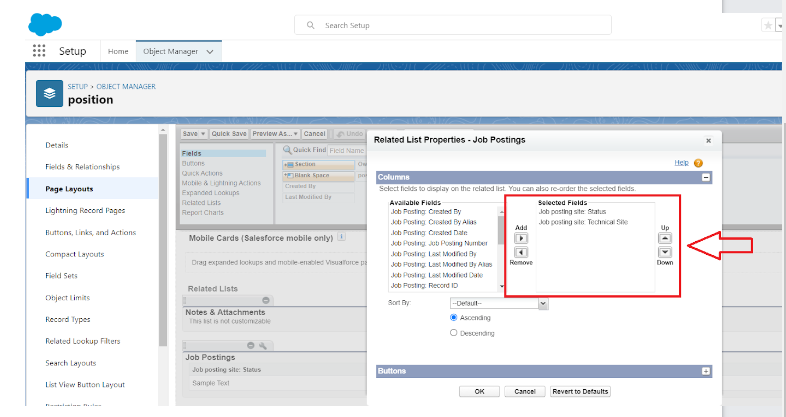 Search Setup
Setup
Home
Object Manager
SETUP > OBJECT MANAGER
position
Details
Fields & Relationships
Page Layouts
Lightning Record Pages
Buttons, Links, and Actions
Compact Layouts
Field Sets
Object Limits
Record Types
Related Lookup Filters
Search Layouts
List View Button Layout
Save
Quick Save
Preview As...
Cancel
Undo
Fields
Buttons
Quick Actions
Mobile & Lightning Actions
Expanded Lookups
Related Lists
Report Charts
Quick Find
Field Name
Section
Blank Space
Created By
Last Modified By
Mobile Cards (Salesforce mobile only)
Drag expanded lookups and mobile-enabled Visualforce
Related Lists
Notes & Attachments
This list is not customizable
Job Postings
Job posting site: Status
Sample Text
Related List Properties - Job Postings
Help
Columns
Select fields to display on the related list. You can also re-order the selected fields.
Available Fields
Job Posting: Created By
Job Posting: Created By Alias
Job Posting: Created Date
Job Posting: Job Posting Number
Job Posting: Last Modified By
Job Posting: Last Modified By Alias
Job Posting: Last Modified Date
Job Posting: Record ID
Add
Remove
Selected Fields
Job posting site: Status
Job posting site: Technical Site
Up
Down
Sort By:
--Default--
Ascending
Descending
Buttons
OK
Cancel
Revert to Defaults